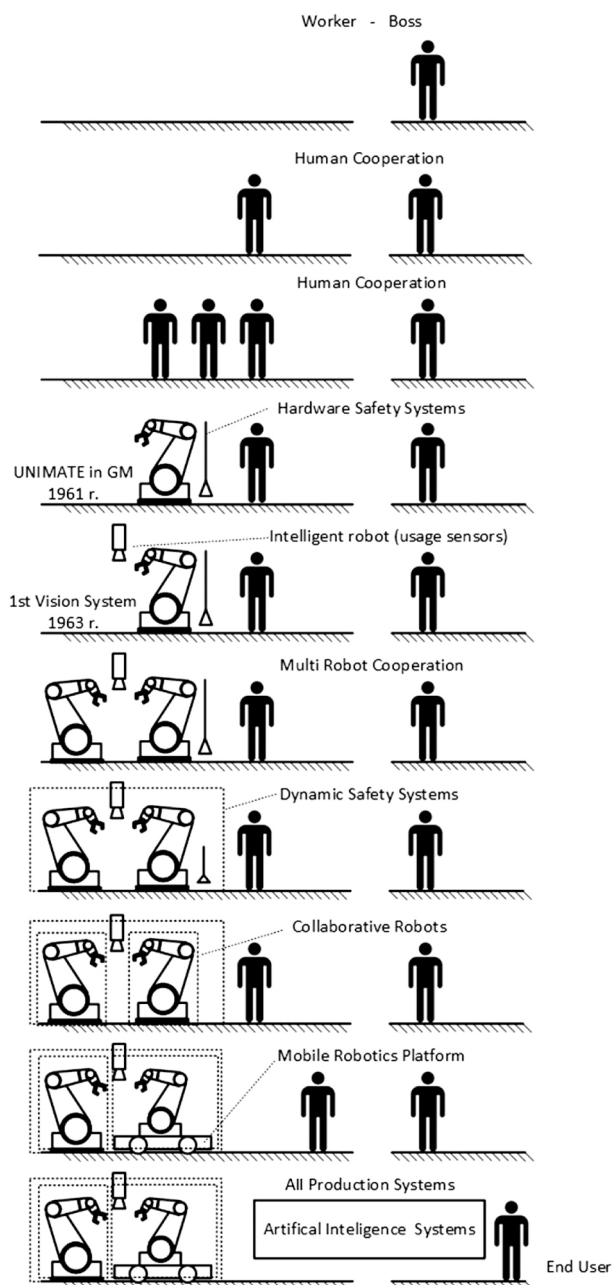 Worker - Boss
Human Cooperation
Human Cooperation
Hardware Safety Systems
UNIMATE in GM
1961 r.
Intelligent robot (usage sensors)
1st Vision System
1963 r.
Multi Robot Cooperation
Dynamic Safety Systems
Collaborative Robots
Mobile Robotics Platform
All Production Systems
Artifical Inteligence Systems
End User